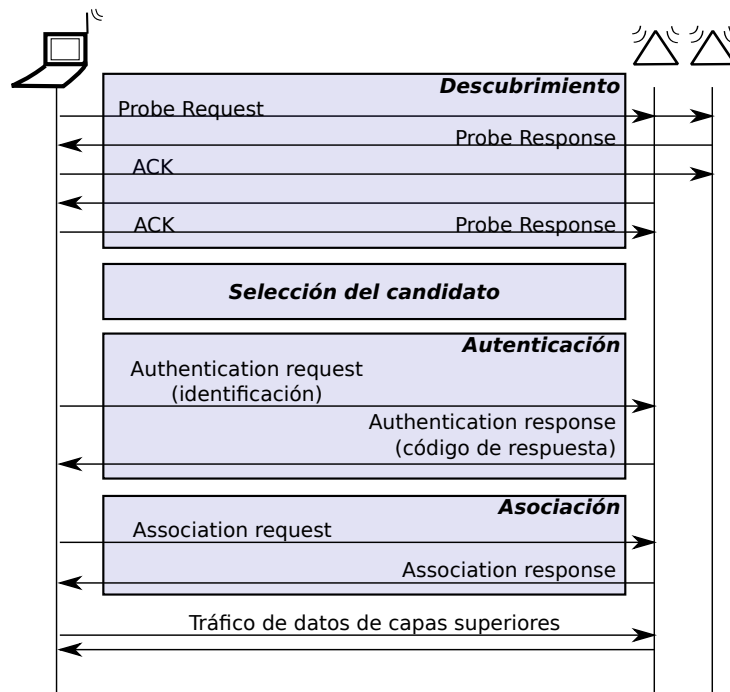 Descubrimiento
Probe Request
Probe Response
ACK
ACK
Probe Response
Selección del candidato
Autenticación
Authentication request
(identificación)
Authentication response
(código de respuesta)
Asociación
Association request
Association response
Tráfico de datos de capas superiores